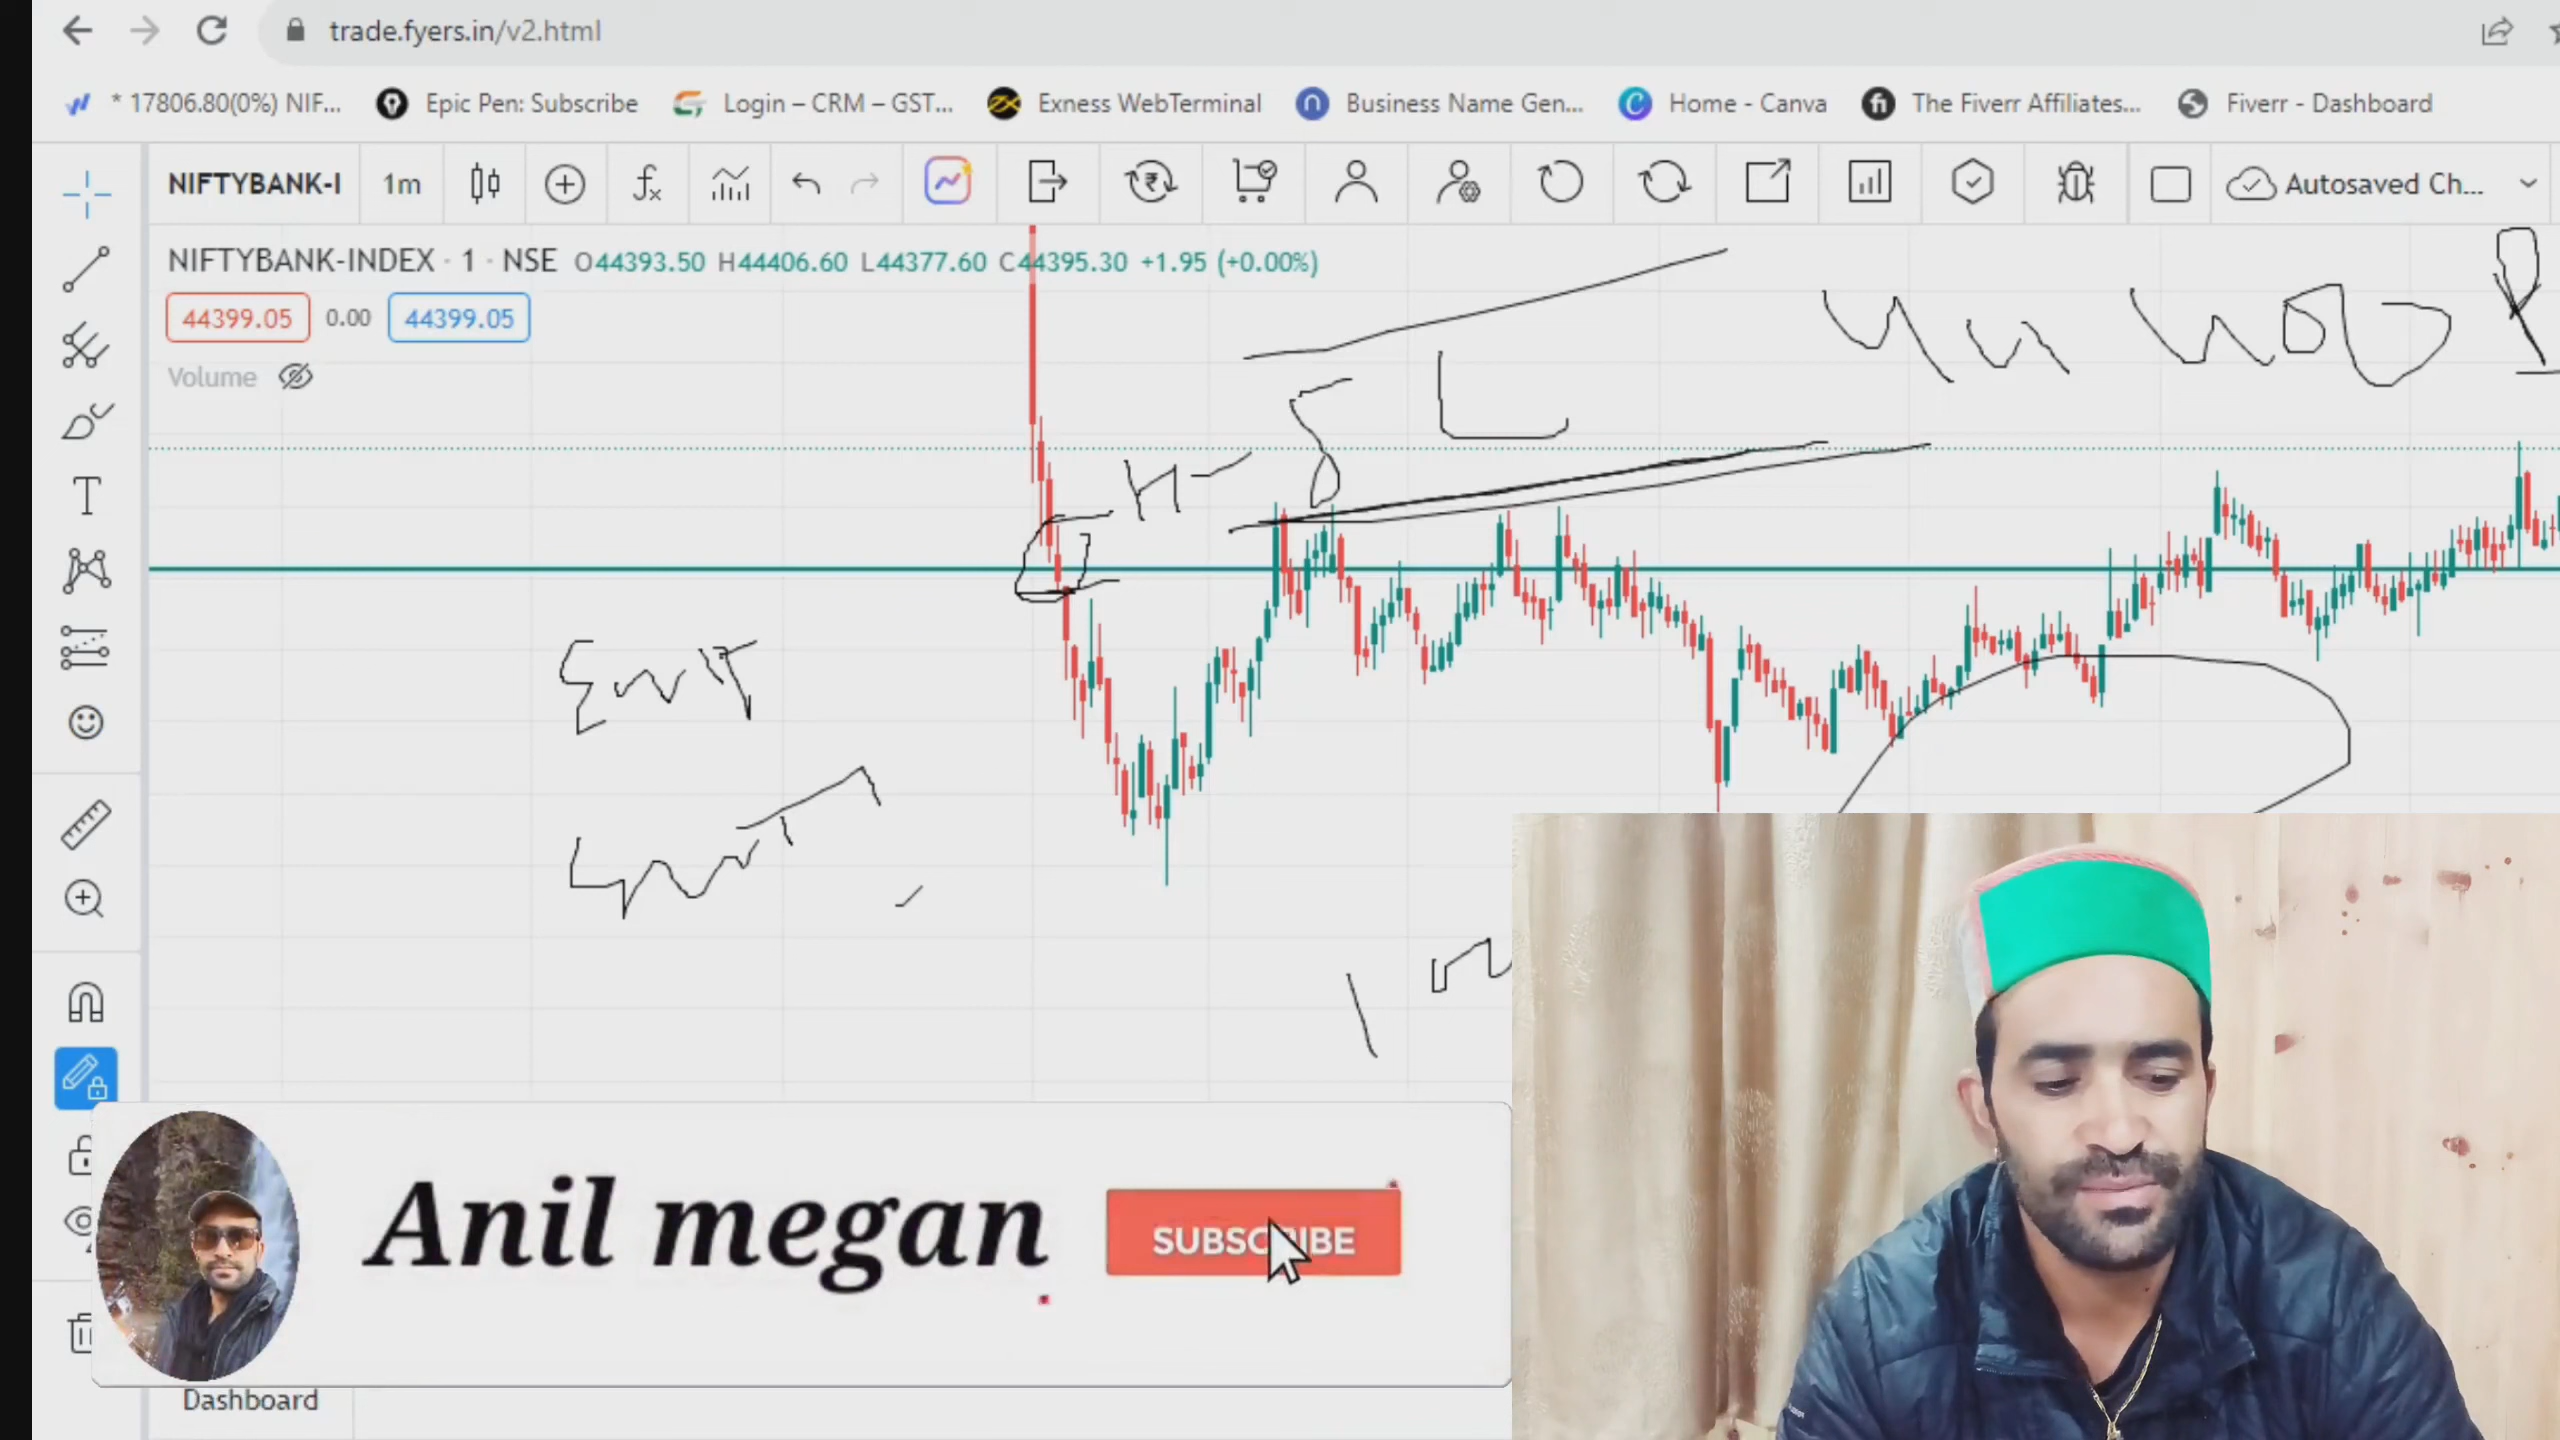 trade.fyers.in/v2.html
* 17806.80(0%) NIF... Epic Pen: Subscribe Login – CRM – GST... Exness WebTerminal Business Name Gen... Home - Canva The Fiverr Affiliates... Fiverr - Dashboard
NIFTYBANK-I 1m Autosaved Ch...
NIFTYBANK-INDEX · 1 · NSE O44393.50 H44406.60 L44377.60 C44395.30 +1.95 (+0.00%)
44399.05 0.00 44399.05
Volume
Anil megan SUBSCRIBE
Dashboard